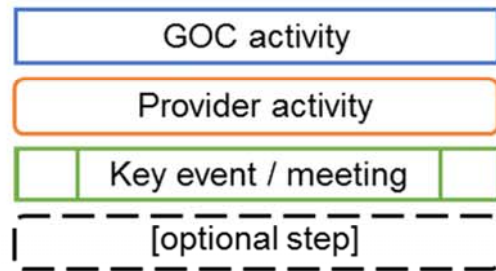 GOC activity
Provider activity
Key event / meeting
[optional step]